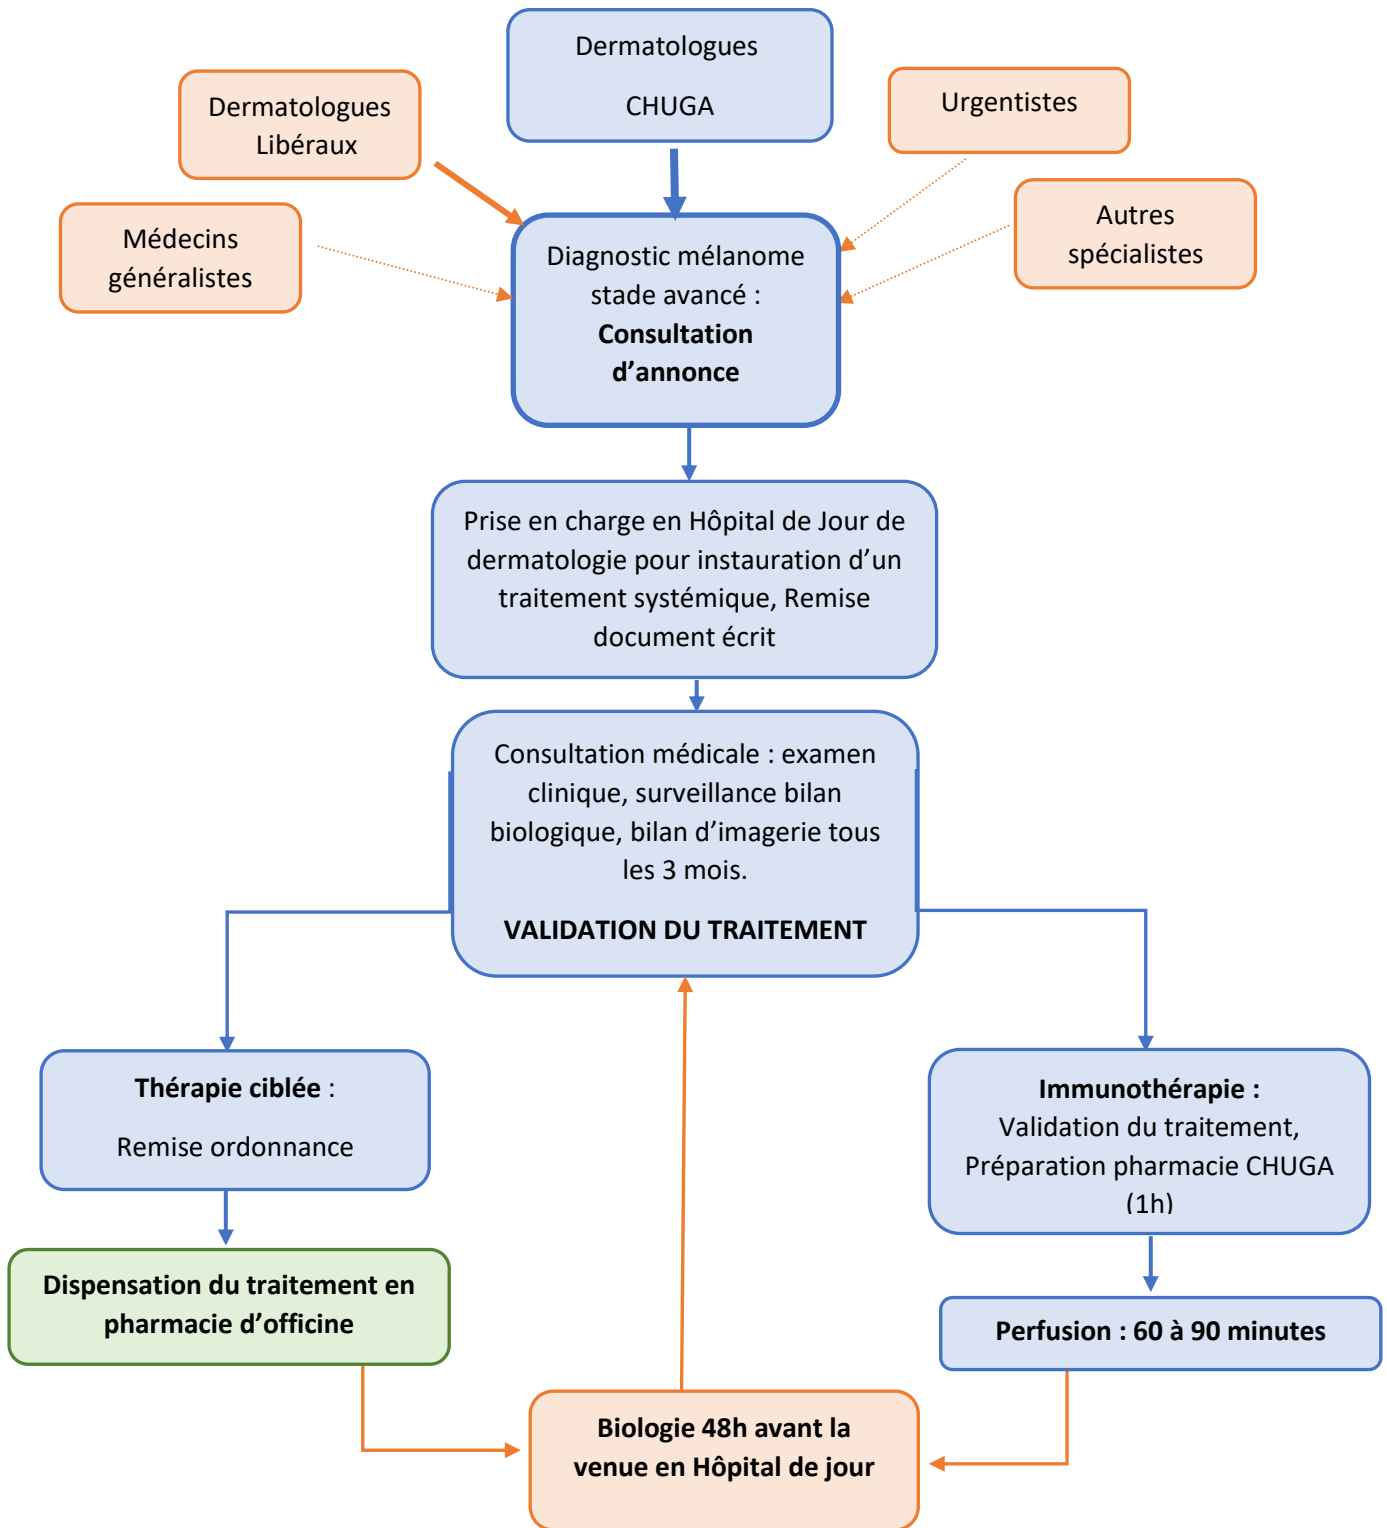 Dermatologues
CHUGA
Dermatologues
Libéraux
Urgentistes
Médecins
généralistes
Autres
spécialistes
Diagnostic mélanome
stade avancé :
Consultation
d’annonce
Prise en charge en Hôpital de Jour de
dermatologie pour instauration d’un
traitement systémique, Remise
document écrit
Consultation médicale : examen
clinique, surveillance bilan
biologique, bilan d’imagerie tous
les 3 mois.
VALIDATION DU TRAITEMENT
Thérapie ciblée :
Remise ordonnance
Immunothérapie :
Validation du traitement,
Préparation pharmacie CHUGA
(1h)
Dispensation du traitement en
pharmacie d’officine
Perfusion : 60 à 90 minutes
Biologie 48h avant la
venue en Hôpital de jour